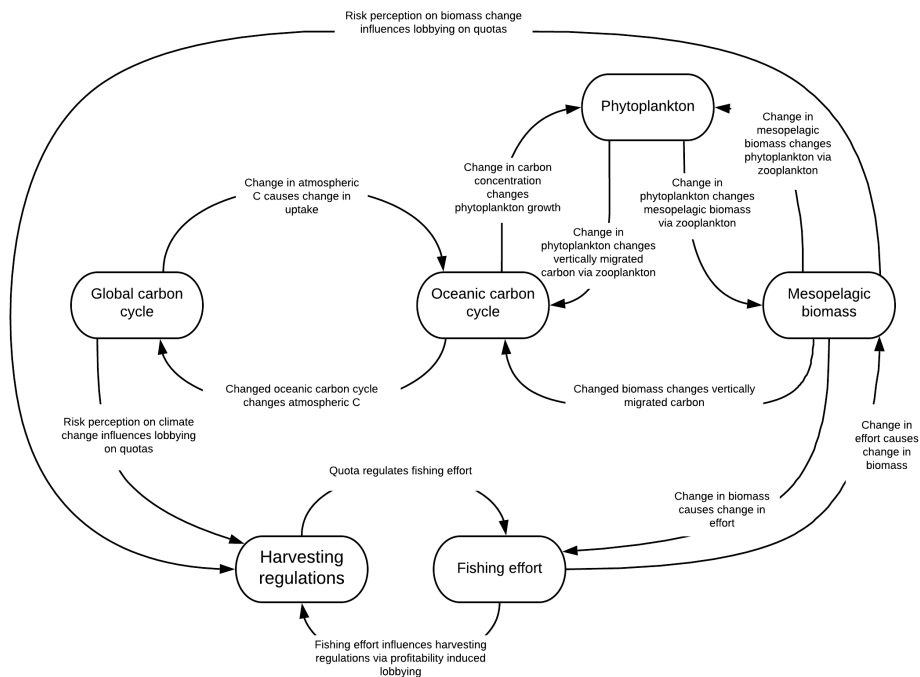 Risk perception on biomass change
influences lobbying on quotas
Phytoplankton
Change in
mesopelagic
biomass changes
phytoplankton via
zooplankton
Change in carbon
concentration
changes
phytoplankton growth
Change in
phytoplankton changes
mesopelagic biomass
via zooplankton
Change in atmospheric
C causes change in
uptake
Change in
phytoplankton changes
vertically migrated
carbon via zooplankton
Global carbon
cycle
Oceanic carbon
cycle
Mesopelagic
biomass
Changed oceanic carbon cycle
changes atmospheric C
Changed biomass changes vertically
migrated carbon
Risk perception on climate
change influences lobbying
on quotas
Change in
effort causes
change in
biomass
Quota regulates fishing effort
Change in biomass
causes change in
effort
Harvesting
regulations
Fishing effort
Fishing effort influences harvesting
regulations via profitability induced
lobbying